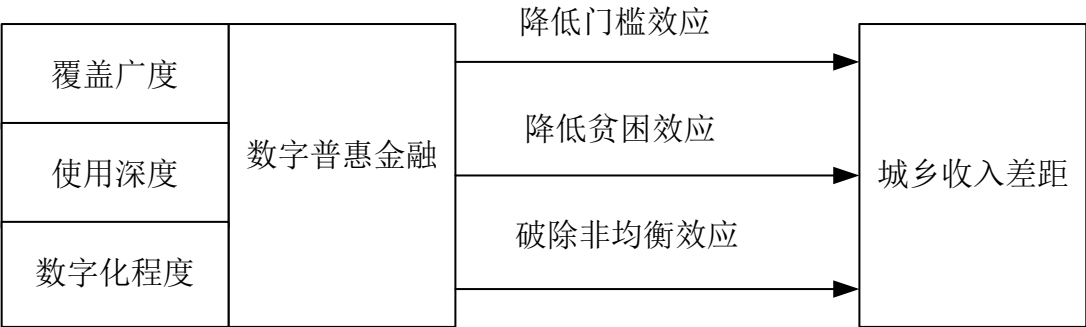 降低门槛效应
覆盖广度
降低贫困效应
数字普惠金融
使用深度
城乡收入差距
破除非均衡效应
数字化程度